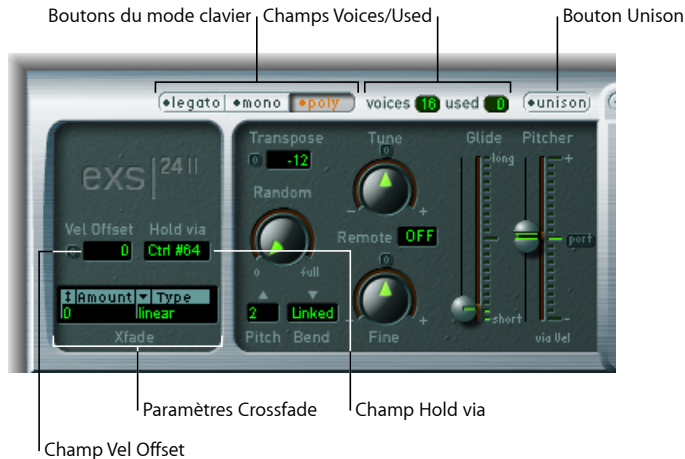 Boutons du mode clavier Champs Voices/Used Bouton Unison
legato mono poly voices 16 used 0 unison
exs 24 II
Vel Offset Hold via
0 0 Ctrl #64
Amount Type
0 linear
Xfade
Transpose Tune Glide Pitcher
0 -12 0 long +
Random - +
Remote OFF port
0 full 0
2 Linked - + short -
Pitch Bend Fine via Vel
Paramètres Crossfade Champ Hold via
Champ Vel Offset